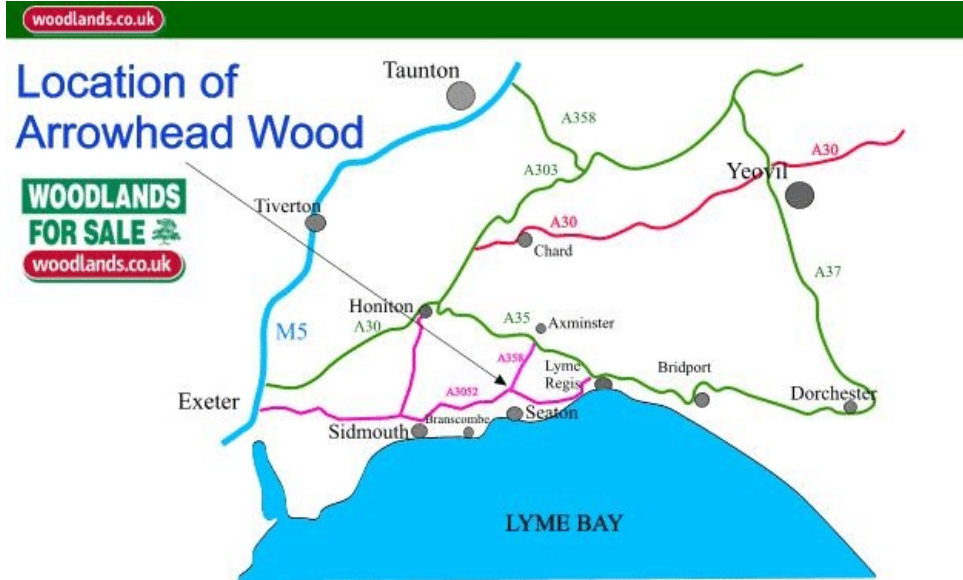 woodlands.co.uk
Location of
Arrowhead Wood
WOODLANDS
FOR SALE
woodlands.co.uk
Taunton
A358
A303
A30
Yeovil
Tiverton
A30
Chard
A37
Honiton
A30
M5
A35
Axminster
A358
Lyme
Regis
Bridport
A3052
Exeter
Dorchester
Branscombe
Seaton
Sidmouth
LYME BAY